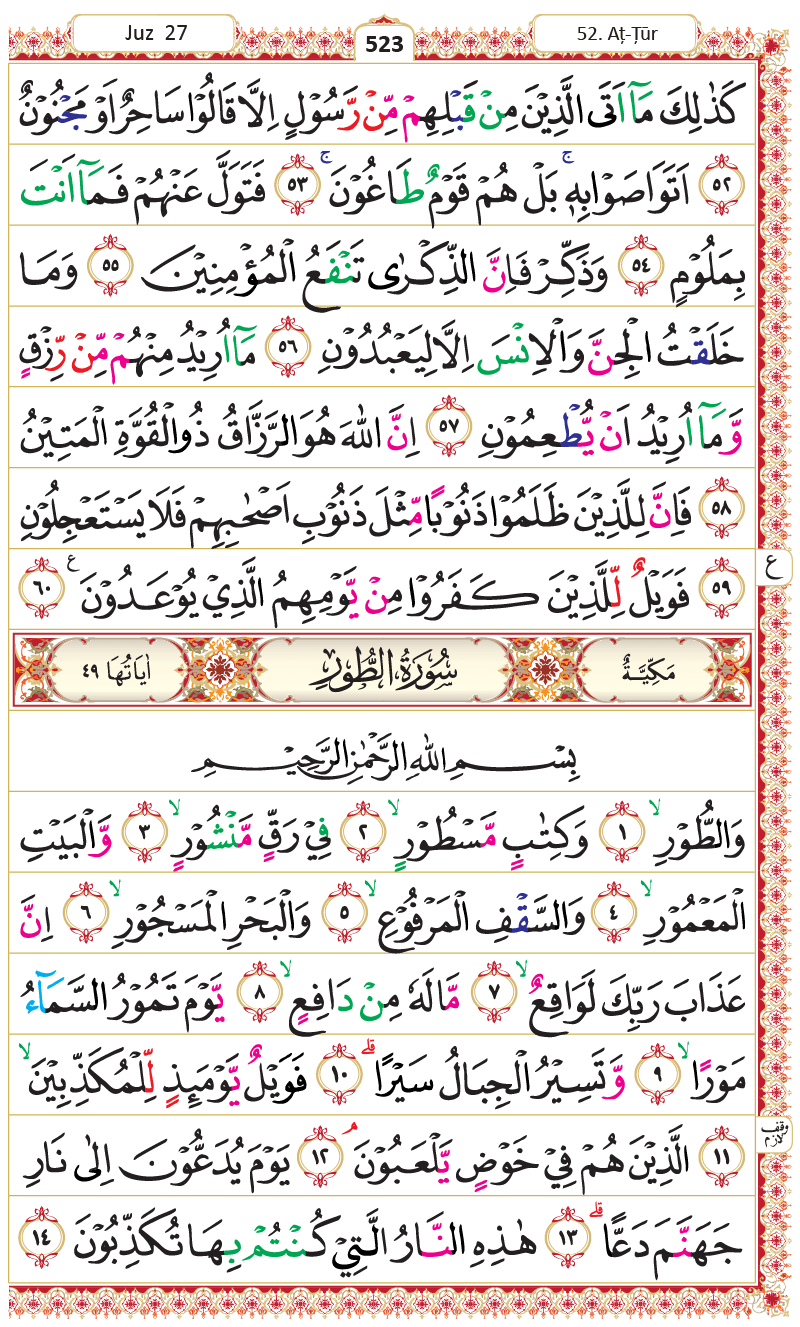 Juz 27
523
52. Aṭ-Ṭūr
كَذٰلِكَ مَاۤ اَتَى الَّذِيْنَ مِنْ قَبْلِهِمْ مِّنْ رَّسُوْلٍ اِلَّا قَالُوْا سَاحِرٌ اَوْ مَجْنُوْنٌ
٥٢ اَتَوَاصَوْا بِهٖ ۚ بَلْ هُمْ قَوْمٌ طَاغُوْنَ ۚ ٥٣ فَتَوَلَّ عَنْهُمْ فَمَاۤ اَنْتَ
بِمَلُوْمٍ ٥٤ وَذَكِّرْ فَاِنَّ الذِّكْرٰى تَنْفَعُ الْمُؤْمِنِيْنَ ٥٥ وَمَا
خَلَقْتُ الْجِنَّ وَالْاِنْسَ اِلَّا لِيَعْبُدُوْنِ ٥٦ مَاۤ اُرِيْدُ مِنْهُمْ مِّنْ رِّزْقٍ
وَّمَاۤ اُرِيْدُ اَنْ يُّطْعِمُوْنِ ٥٧ اِنَّ اللّٰهَ هُوَ الرَّزَّاقُ ذُو الْقُوَّةِ الْمَتِيْنُ
٥٨ فَاِنَّ لِلَّذِيْنَ ظَلَمُوْا ذَنُوْبًا مِّثْلَ ذَنُوْبِ اَصْحٰبِهِمْ فَلَا يَسْتَعْجِلُوْنِ
٥٩ فَوَيْلٌ لِّلَّذِيْنَ كَفَرُوْا مِنْ يَّوْمِهِمُ الَّذِيْ يُوْعَدُوْنَ ع ٦٠
ع
مَكِّيَّةٌ سُوْرَةُ الطُّوْرِ اٰيَاتُهَا ٤٩
بِسْمِ اللّٰهِ الرَّحْمٰنِ الرَّحِيْمِ
وَالطُّوْرِ ۙ ١ وَكِتٰبٍ مَّسْطُوْرٍ ۙ ٢ فِيْ رَقٍّ مَّنْشُوْرٍ ۙ ٣ وَّالْبَيْتِ
الْمَعْمُوْرِ ۙ ٤ وَالسَّقْفِ الْمَرْفُوْعِ ۙ ٥ وَالْبَحْرِ الْمَسْجُوْرِ ۙ ٦ اِنَّ
عَذَابَ رَبِّكَ لَوَاقِعٌ ۙ ٧ مَّا لَهٗ مِنْ دَافِعٍ ۙ ٨ يَّوْمَ تَمُوْرُ السَّمَاۤءُ
مَوْرًا ۙ ٩ وَّتَسِيْرُ الْجِبَالُ سَيْرًا ۗ ١٠ فَوَيْلٌ يَّوْمَئِذٍ لِّلْمُكَذِّبِيْنَ ۙ
١١ الَّذِيْنَ هُمْ فِيْ خَوْضٍ يَّلْعَبُوْنَ ۘ ١٢ يَوْمَ يُدَعُّوْنَ اِلٰى نَارِ
وقف لازم
جَهَنَّمَ دَعًّا ۗ ١٣ هٰذِهِ النَّارُ الَّتِيْ كُنْتُمْ بِهَا تُكَذِّبُوْنَ ١٤